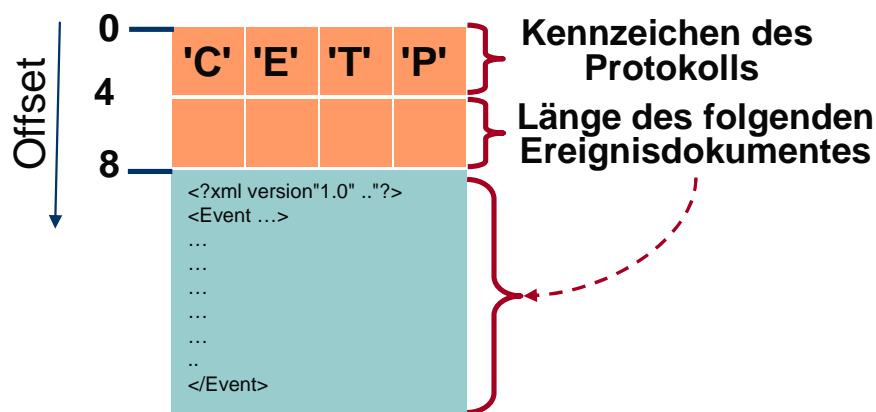 Offset
0
'C' 'E' 'T' 'P'
Kennzeichen des
Protokolls
4
Länge des folgenden
Ereignisdokumentes
8
<?xml version"1.0" .."?>
<Event …>
…
…
…
…
…
..
</Event>